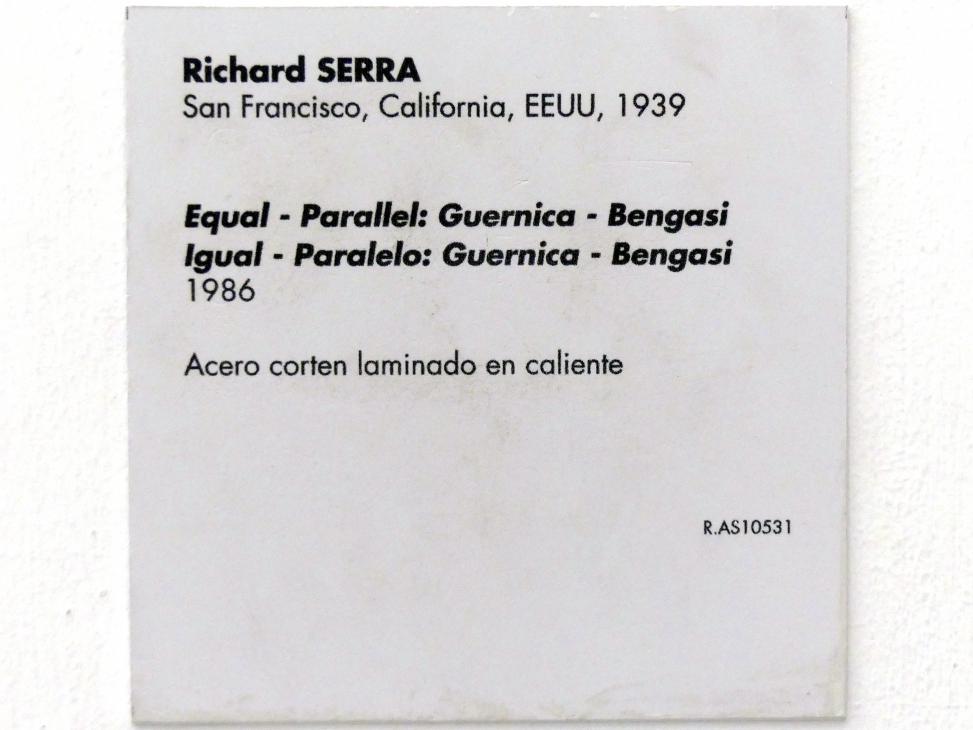 Richard SERRA
San Francisco, California, EEUU, 1939
Equal - Parallel: Guernica - Bengasi
Igual - Paralelo: Guernica - Bengasi
1986
Acero corten laminado en caliente
R.AS10531